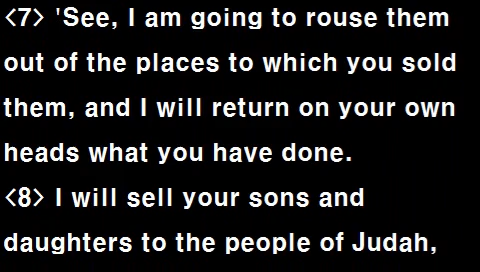 <7> 'See, I am going to rouse them
out of the places to which you sold
them, and I will return on your own
heads what you have done.
<8> I will sell your sons and
daughters to the people of Judah,